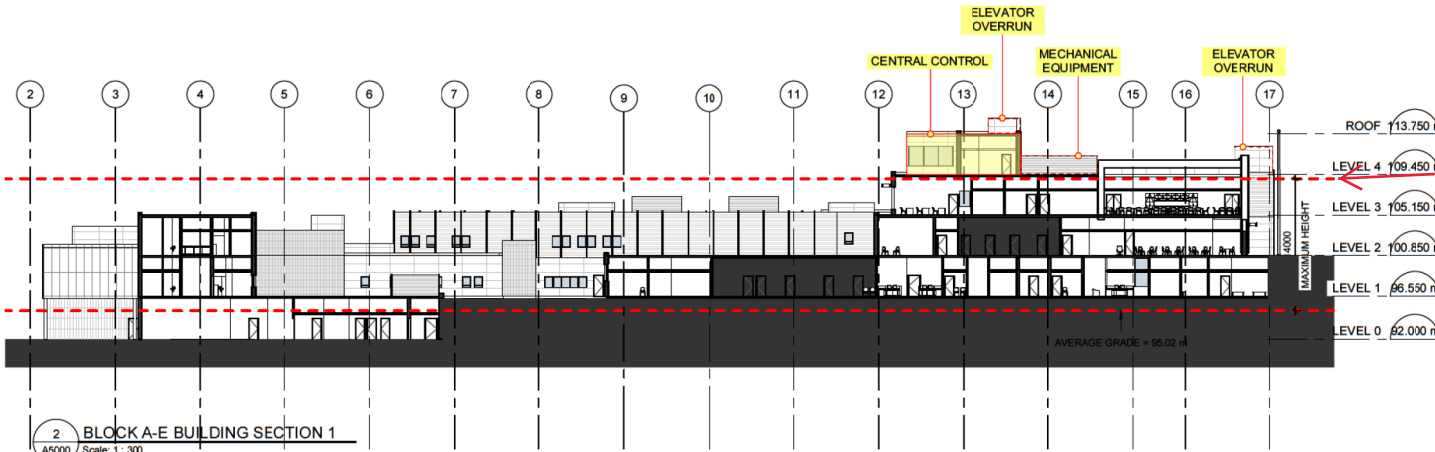 ELEVATOR
OVERRUN
CENTRAL CONTROL
MECHANICAL
EQUIPMENT
ELEVATOR
OVERRUN
2
3
4
5
6
7
8
9
10
11
12
13
14
15
16
17
ROOF 113.750
LEVEL 4 109.450
LEVEL 3 105.150
LEVEL 2 100.850
LEVEL 1 96.550
LEVEL 0 92.000
MAXIMUM HEIGHT
AVERAGE GRADE = 95.02 m
2 BLOCK A-E BUILDING SECTION 1
A5000 Scale: 1 : 300